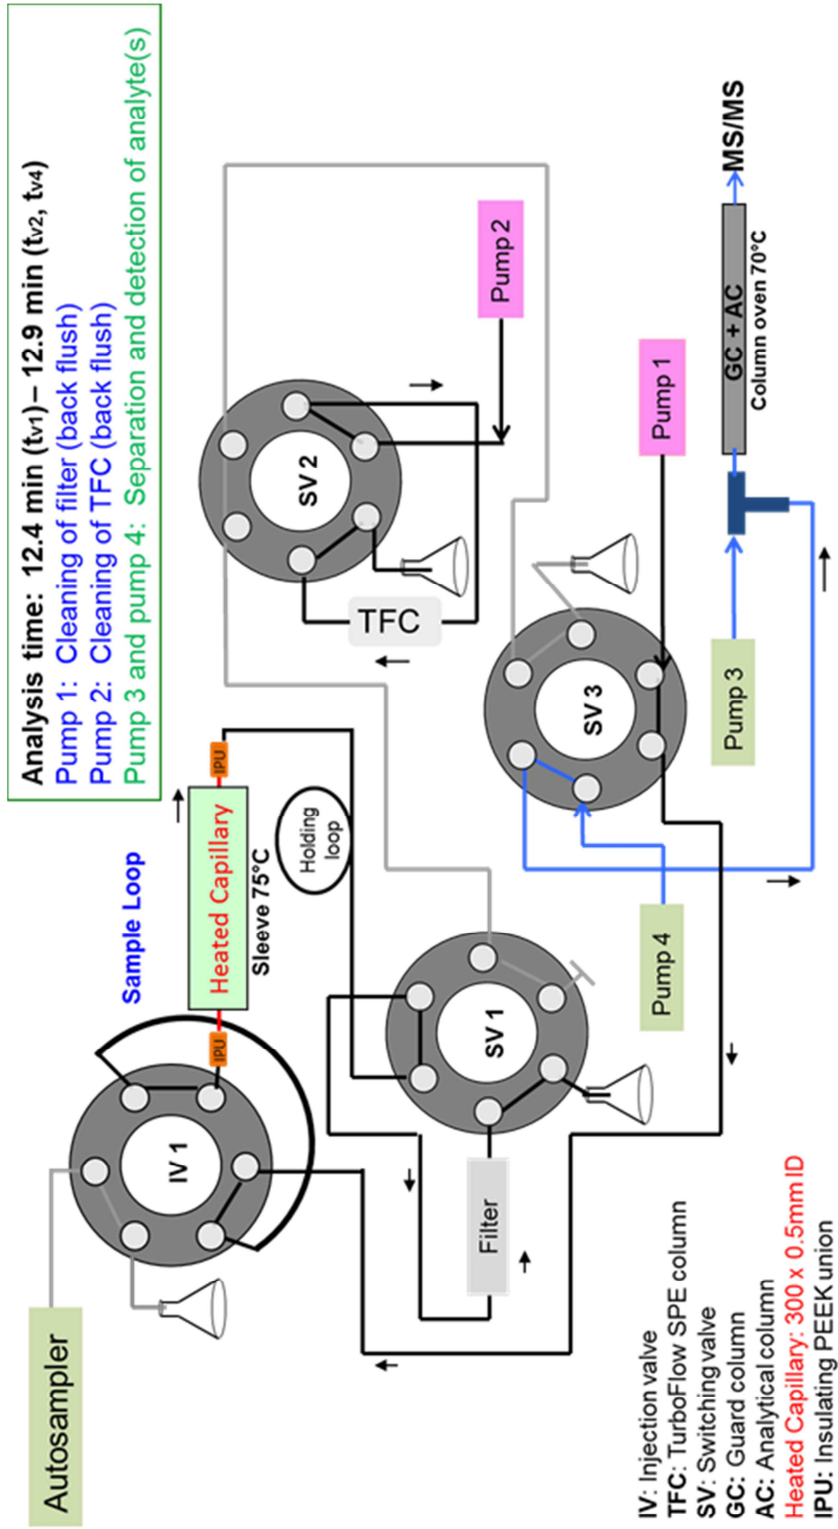 Analysis time: 12.4 min (tv1)– 12.9 min (tv2, tv4)
Pump 1: Cleaning of filter (back flush)
Pump 2: Cleaning of TFC (back flush)
Pump 3 and pump 4: Separation and detection of analyte(s)
Autosampler
IV 1
Sample Loop
IPU
Heated Capillary
IPU
Sleeve 75°C
Holding
loop
SV 2
TFC
Pump 2
Filter
SV 1
SV 3
Pump 1
Pump 4
Pump 3
GC + AC
Column oven 70°C
MS/MS
IV: Injection valve
TFC: TurboFlow SPE column
SV: Switching valve
GC: Guard column
AC: Analytical column
Heated Capillary: 300 x 0.5mm ID
IPU: Insulating PEEK union